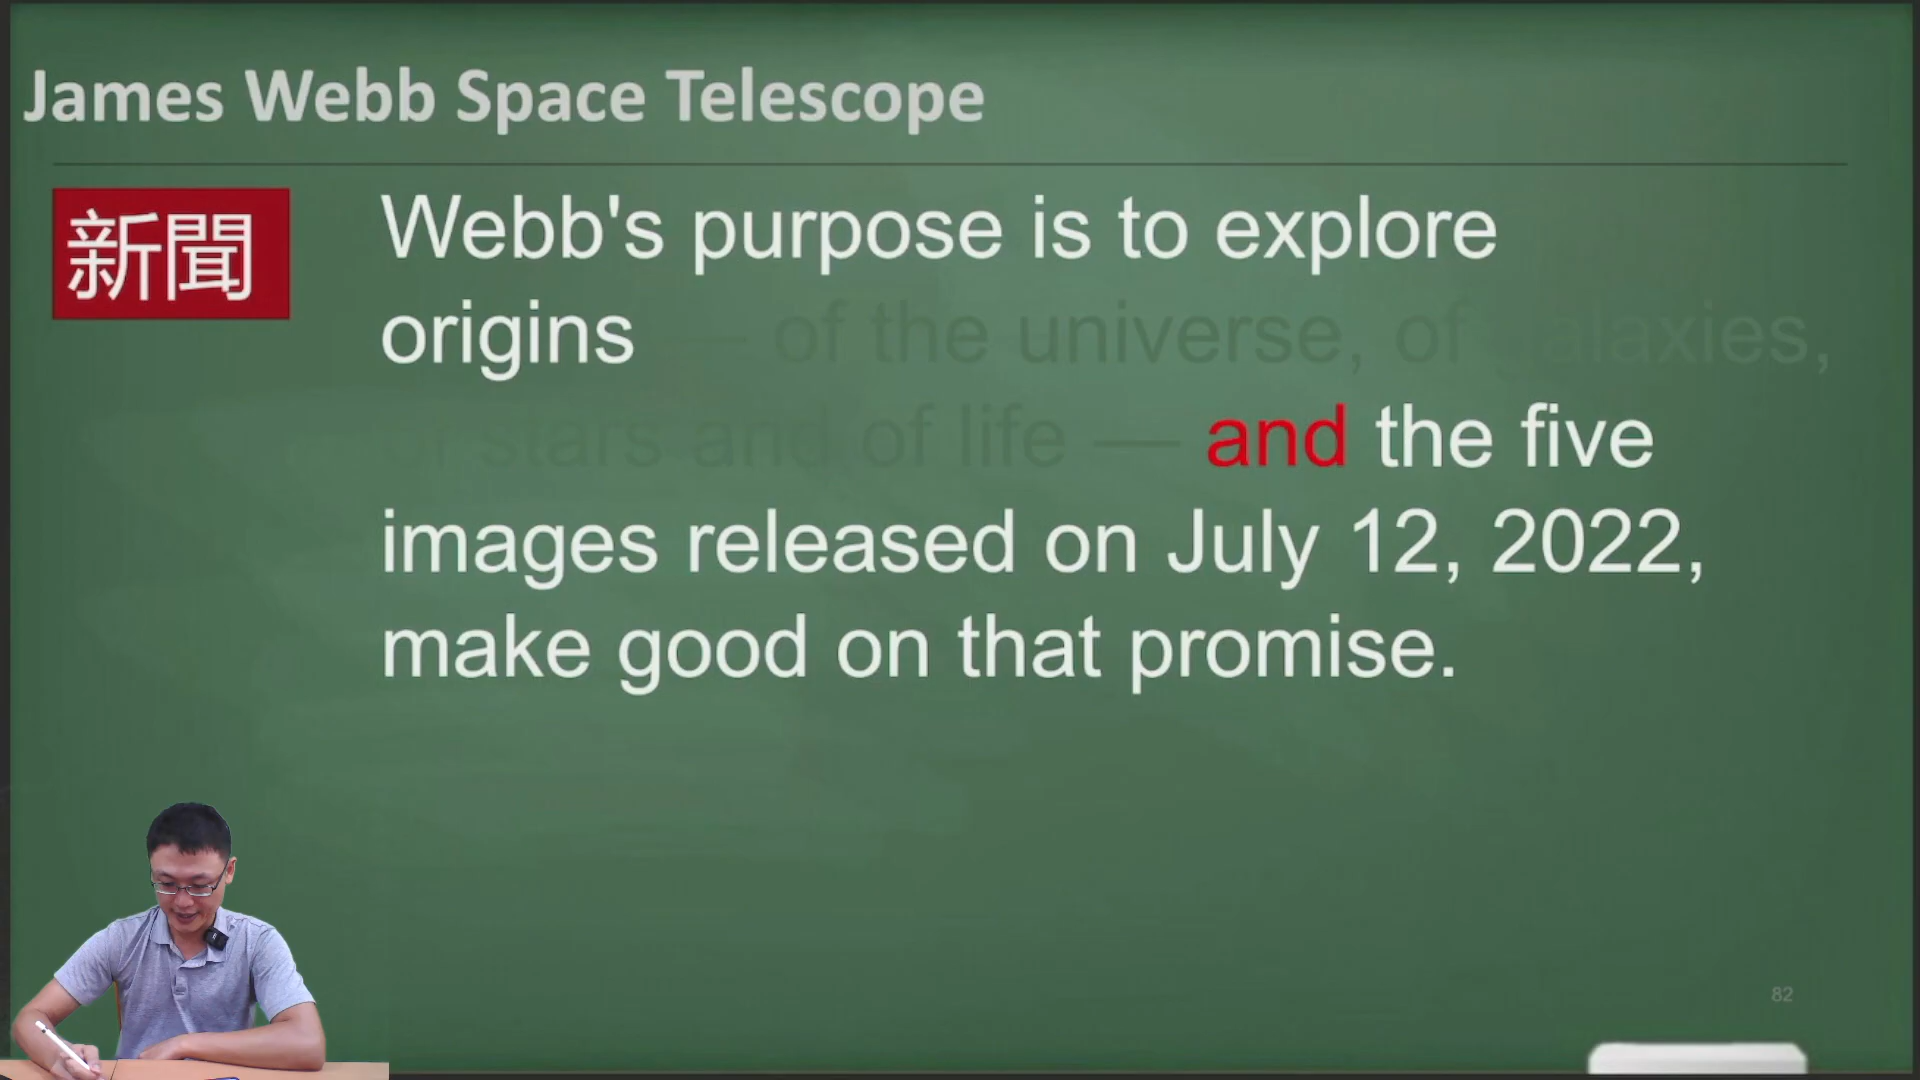 James Webb Space Telescope
新聞
Webb's purpose is to explore
origins — of the universe, of galaxies,
of stars and of life — and the five
images released on July 12, 2022,
make good on that promise.
82